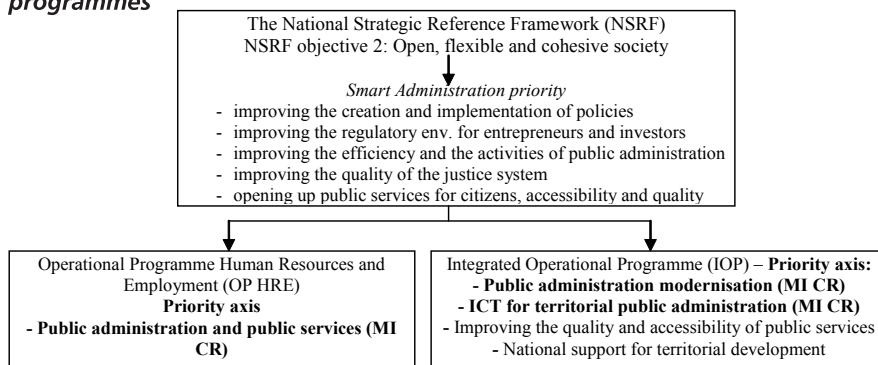 programmes
The National Strategic Reference Framework (NSRF)
NSRF objective 2: Open, flexible and cohesive society
Smart Administration priority
- improving the creation and implementation of policies
- improving the regulatory env. for entrepreneurs and investors
- improving the efficiency and the activities of public administration
- improving the quality of the justice system
- opening up public services for citizens, accessibility and quality
Operational Programme Human Resources and
Employment (OP HRE)
Priority axis
- Public administration and public services (MI
CR)
Integrated Operational Programme (IOP) – Priority axis:
- Public administration modernisation (MI CR)
- ICT for territorial public administration (MI CR)
- Improving the quality and accessibility of public services
- National support for territorial development